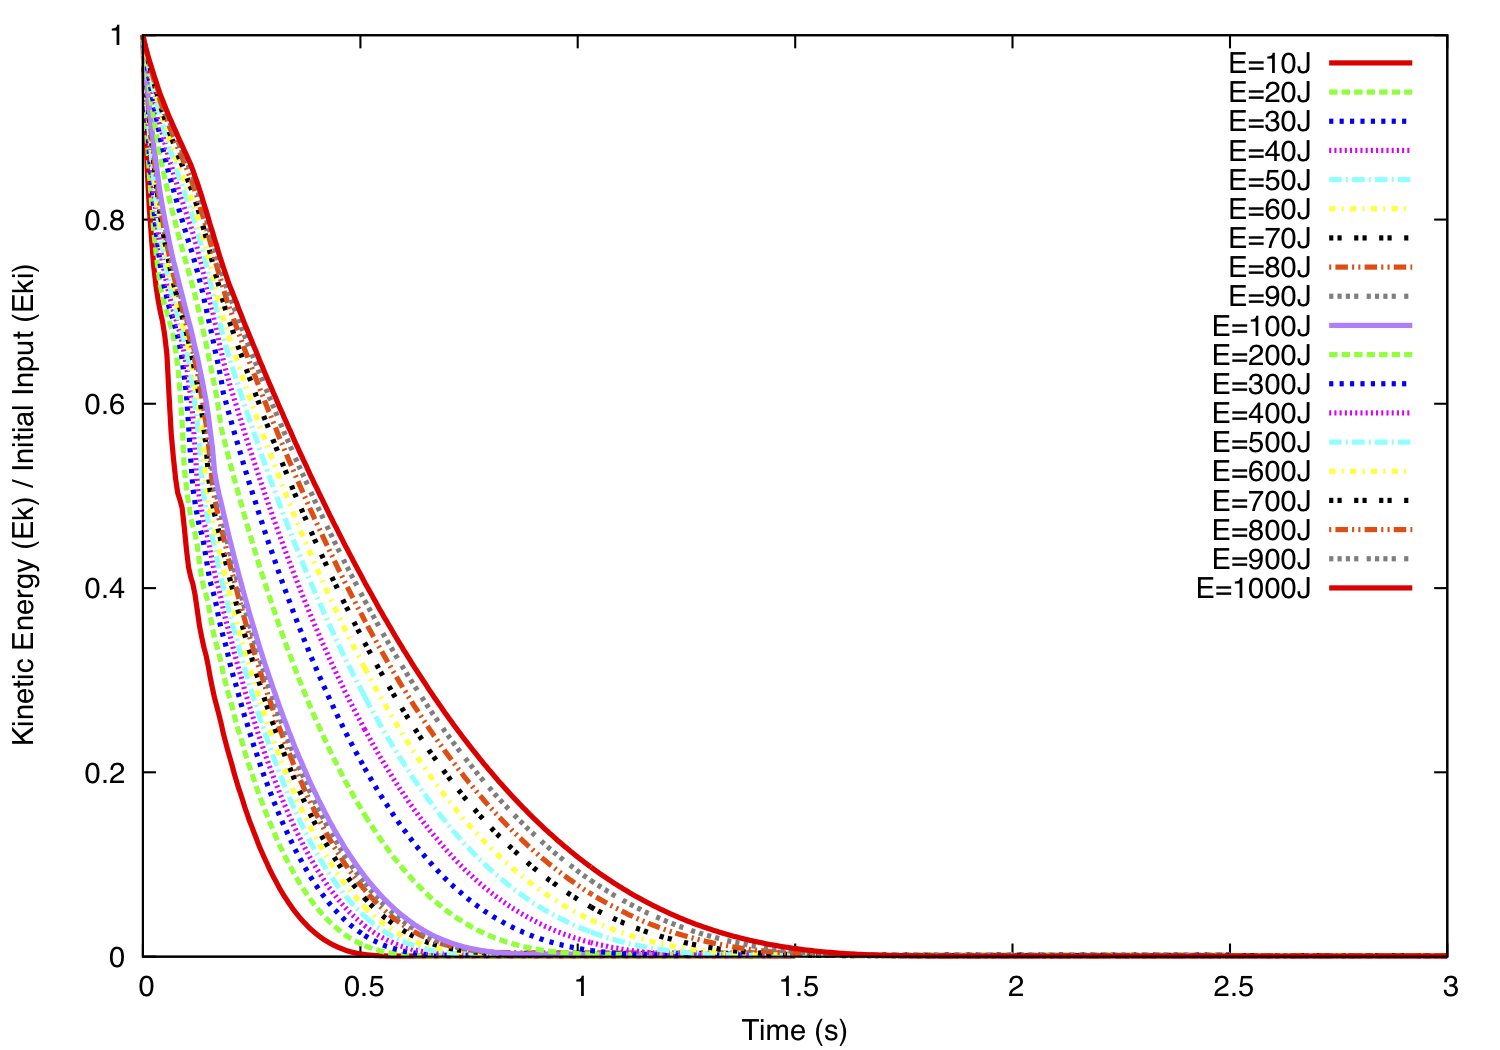 Kinetic Energy (Ek) / Initial Input (Eki)
1
0.8
0.6
0.4
0.2
0
0 0.5 1 1.5 2 2.5 3
Time (s)
E=10J
E=20J
E=30J
E=40J
E=50J
E=60J
E=70J
E=80J
E=90J
E=100J
E=200J
E=300J
E=400J
E=500J
E=600J
E=700J
E=800J
E=900J
E=1000J